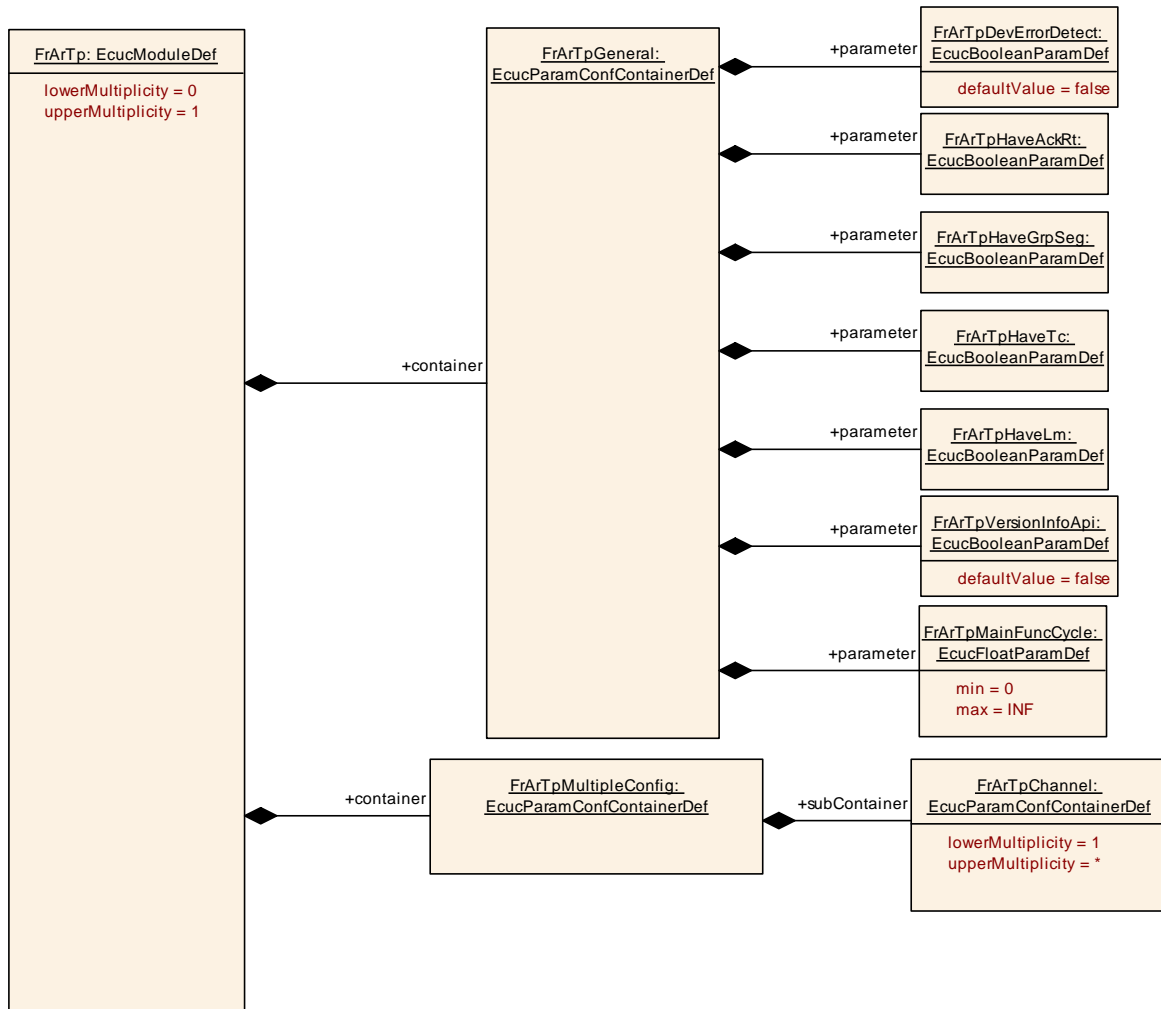 FrArTp: EcucModuleDef
lowerMultiplicity = 0
upperMultiplicity = 1
+container
FrArTpGeneral:
EcucParamConfContainerDef
+parameter
FrArTpDevErrorDetect:
EcucBooleanParamDef
defaultValue = false
+parameter
FrArTpHaveAckRt:
EcucBooleanParamDef
+parameter
FrArTpHaveGrpSeg:
EcucBooleanParamDef
+parameter
FrArTpHaveTc:
EcucBooleanParamDef
+parameter
FrArTpHaveLm:
EcucBooleanParamDef
+parameter
FrArTpVersionInfoApi:
EcucBooleanParamDef
defaultValue = false
+parameter
FrArTpMainFuncCycle:
EcucFloatParamDef
min = 0
max = INF
+container
FrArTpMultipleConfig:
EcucParamConfContainerDef
+subContainer
FrArTpChannel:
EcucParamConfContainerDef
lowerMultiplicity = 1
upperMultiplicity = *